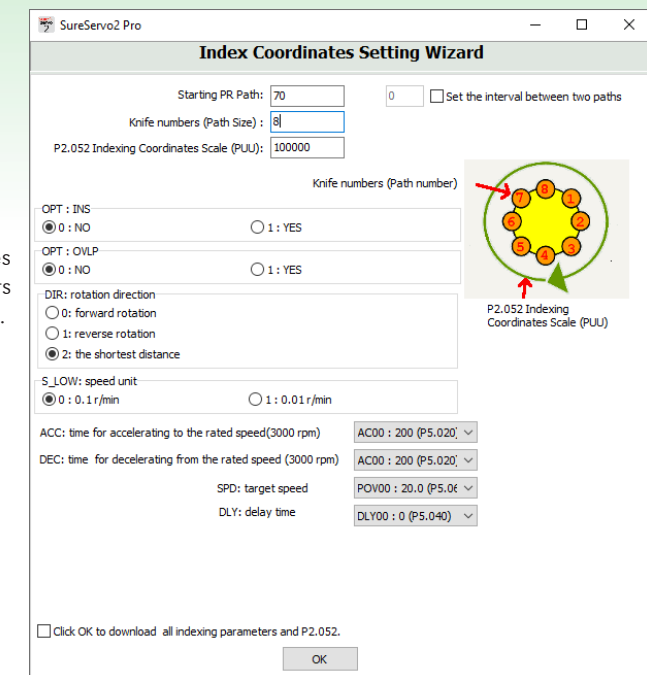 SureServo2 Pro
Index Coordinates Setting Wizard
Starting PR Path: 70 0 Set the interval between two paths
Knife numbers (Path Size) : 8
P2.052 Indexing Coordinates Scale (PUU): 100000
Knife numbers (Path number)
8
7 1
6 2
5 3
4
P2.052 Indexing
Coordinates Scale (PUU)
OPT : INS
0 : NO 1 : YES
OPT : OVLP
0 : NO 1 : YES
DIR: rotation direction
0: forward rotation
1: reverse rotation
2: the shortest distance
S_LOW: speed unit
0 : 0.1 r/min 1 : 0.01 r/min
ACC: time for accelerating to the rated speed(3000 rpm) AC00 : 200 (P5.020)
DEC: time for decelerating from the rated speed (3000 rpm) AC00 : 200 (P5.020)
SPD: target speed POV00 : 20.0 (P5.06
DLY: delay time DLY00 : 0 (P5.040)
Click OK to download all indexing parameters and P2.052.
OK